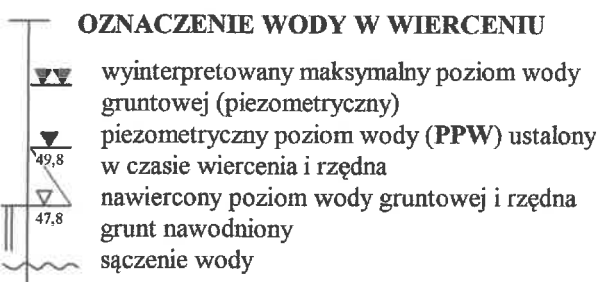 OZNACZENIE WODY W WIERCENIU
wyinterpretowany maksymalny poziom wody
gruntowej (piezometryczny)
piezometryczny poziom wody (PPW) ustalony
49,8
w czasie wiercenia i rzędna
nawiercony poziom wody gruntowej i rzędna
47,8
grunt nawodniony
sączenie wody